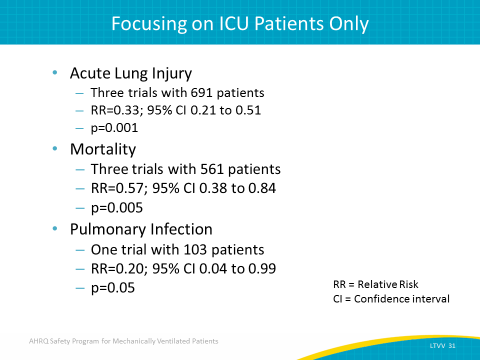 Focusing on ICU Patients Only
• Acute Lung Injury
– Three trials with 691 patients
– RR=0.33; 95% CI 0.21 to 0.51
– p=0.001
• Mortality
– Three trials with 561 patients
– RR=0.57; 95% CI 0.38 to 0.84
– p=0.005
• Pulmonary Infection
– One trial with 103 patients
– RR=0.20; 95% CI 0.04 to 0.99
– p=0.05
RR = Relative Risk
CI = Confidence interval
AHRQ Safety Program for Mechanically Ventilated Patients
LTVV 31